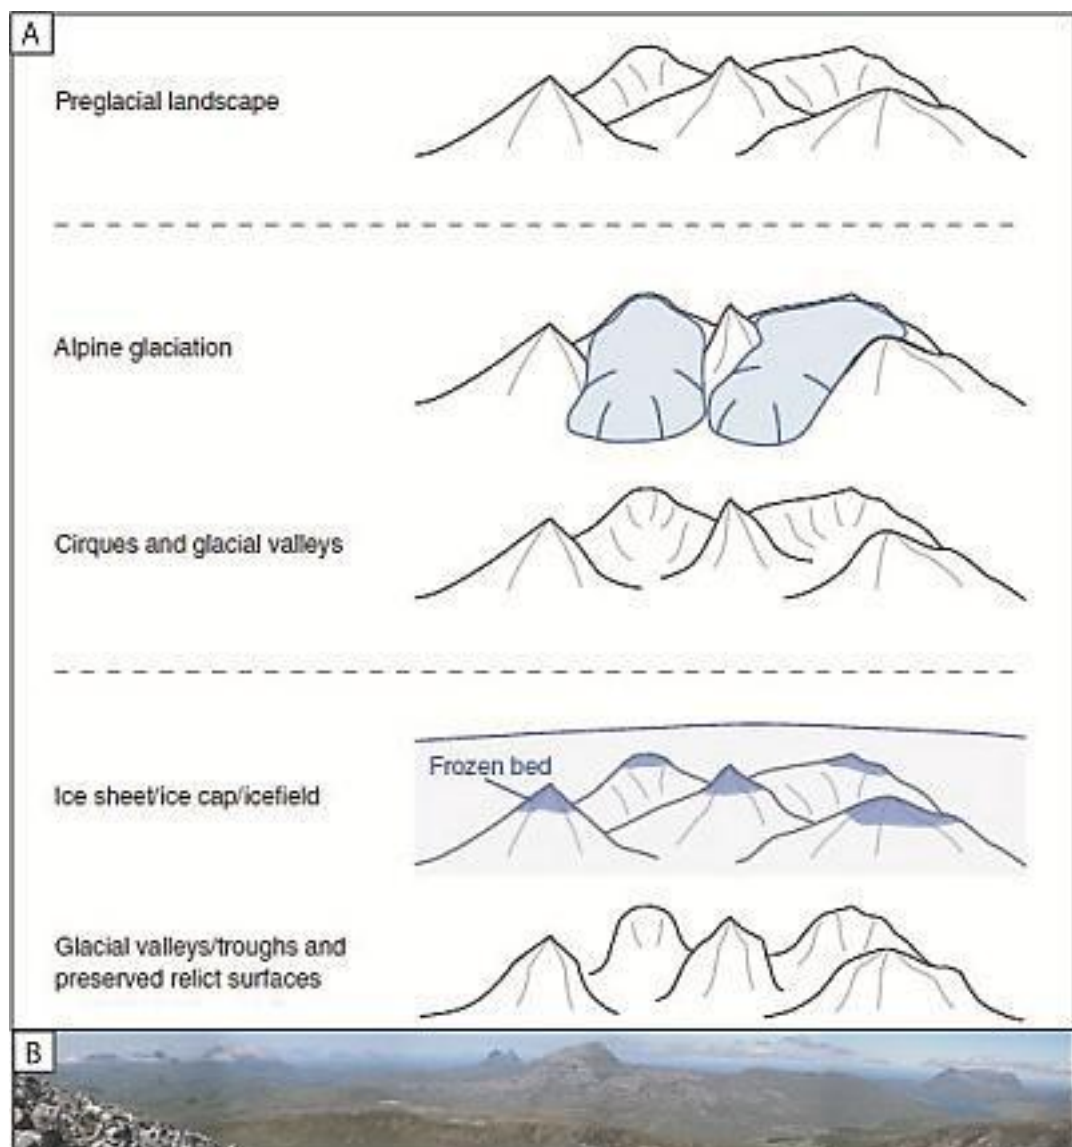 A
Preglacial landscape
Alpine glaciation
Cirques and glacial valleys
Frozen bed
Ice sheet/ice cap/icefield
Glacial valleys/troughs and
preserved relict surfaces
B